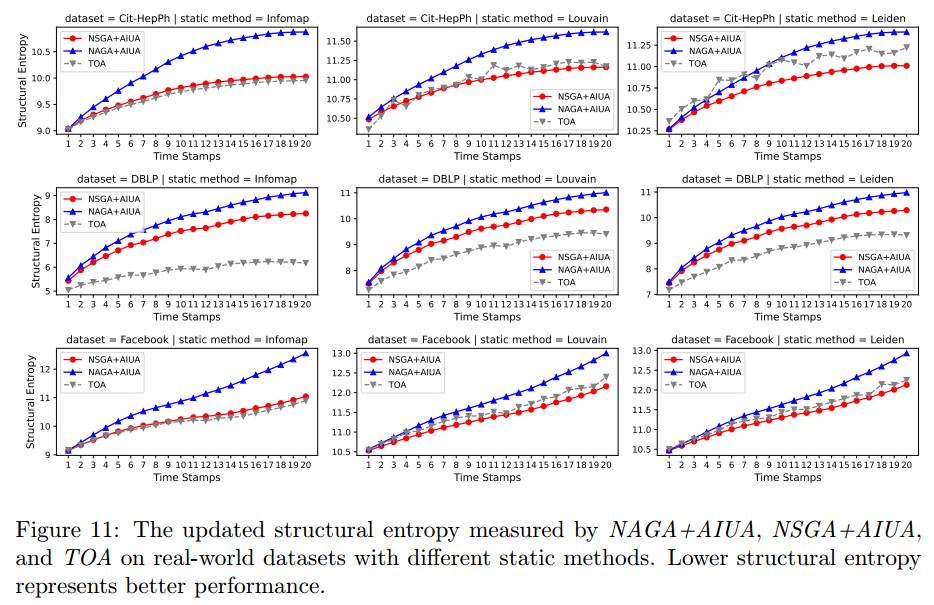 dataset = Cit-HepPh | static method = Infomap
dataset = Cit-HepPh | static method = Louvain
dataset = Cit-HepPh | static method = Leiden
Structural Entropy
10.5
10.0
9.5
9.0
NSGA+AIUA
NAGA+AIUA
TOA
1 2 3 4 5 6 7 8 9 10 11 12 13 14 15 16 17 18 19 20
Time Stamps
11.50
11.25
11.00
10.75
10.50
NSGA+AIUA
NAGA+AIUA
TOA
1 2 3 4 5 6 7 8 9 10 11 12 13 14 15 16 17 18 19 20
Time Stamps
11.25
11.00
10.75
10.50
10.25
NSGA+AIUA
NAGA+AIUA
TOA
1 2 3 4 5 6 7 8 9 10 11 12 13 14 15 16 17 18 19 20
Time Stamps
dataset = DBLP | static method = Infomap
dataset = DBLP | static method = Louvain
dataset = DBLP | static method = Leiden
Structural Entropy
9
8
7
6
5
NSGA+AIUA
NAGA+AIUA
TOA
1 2 3 4 5 6 7 8 9 10 11 12 13 14 15 16 17 18 19 20
Time Stamps
11
10
9
8
NSGA+AIUA
NAGA+AIUA
TOA
1 2 3 4 5 6 7 8 9 10 11 12 13 14 15 16 17 18 19 20
Time Stamps
11
10
9
8
7
NSGA+AIUA
NAGA+AIUA
TOA
1 2 3 4 5 6 7 8 9 10 11 12 13 14 15 16 17 18 19 20
Time Stamps
dataset = Facebook | static method = Infomap
dataset = Facebook | static method = Louvain
dataset = Facebook | static method = Leiden
Structural Entropy
12
11
10
9
NSGA+AIUA
NAGA+AIUA
TOA
1 2 3 4 5 6 7 8 9 10 11 12 13 14 15 16 17 18 19 20
Time Stamps
13.0
12.5
12.0
11.5
11.0
10.5
NSGA+AIUA
NAGA+AIUA
TOA
1 2 3 4 5 6 7 8 9 10 11 12 13 14 15 16 17 18 19 20
Time Stamps
13.0
12.5
12.0
11.5
11.0
10.5
NSGA+AIUA
NAGA+AIUA
TOA
1 2 3 4 5 6 7 8 9 10 11 12 13 14 15 16 17 18 19 20
Time Stamps
Figure 11: The updated structural entropy measured by NAGA+AIUA, NSGA+AIUA,
and TOA on real-world datasets with different static methods. Lower structural entropy
represents better performance.